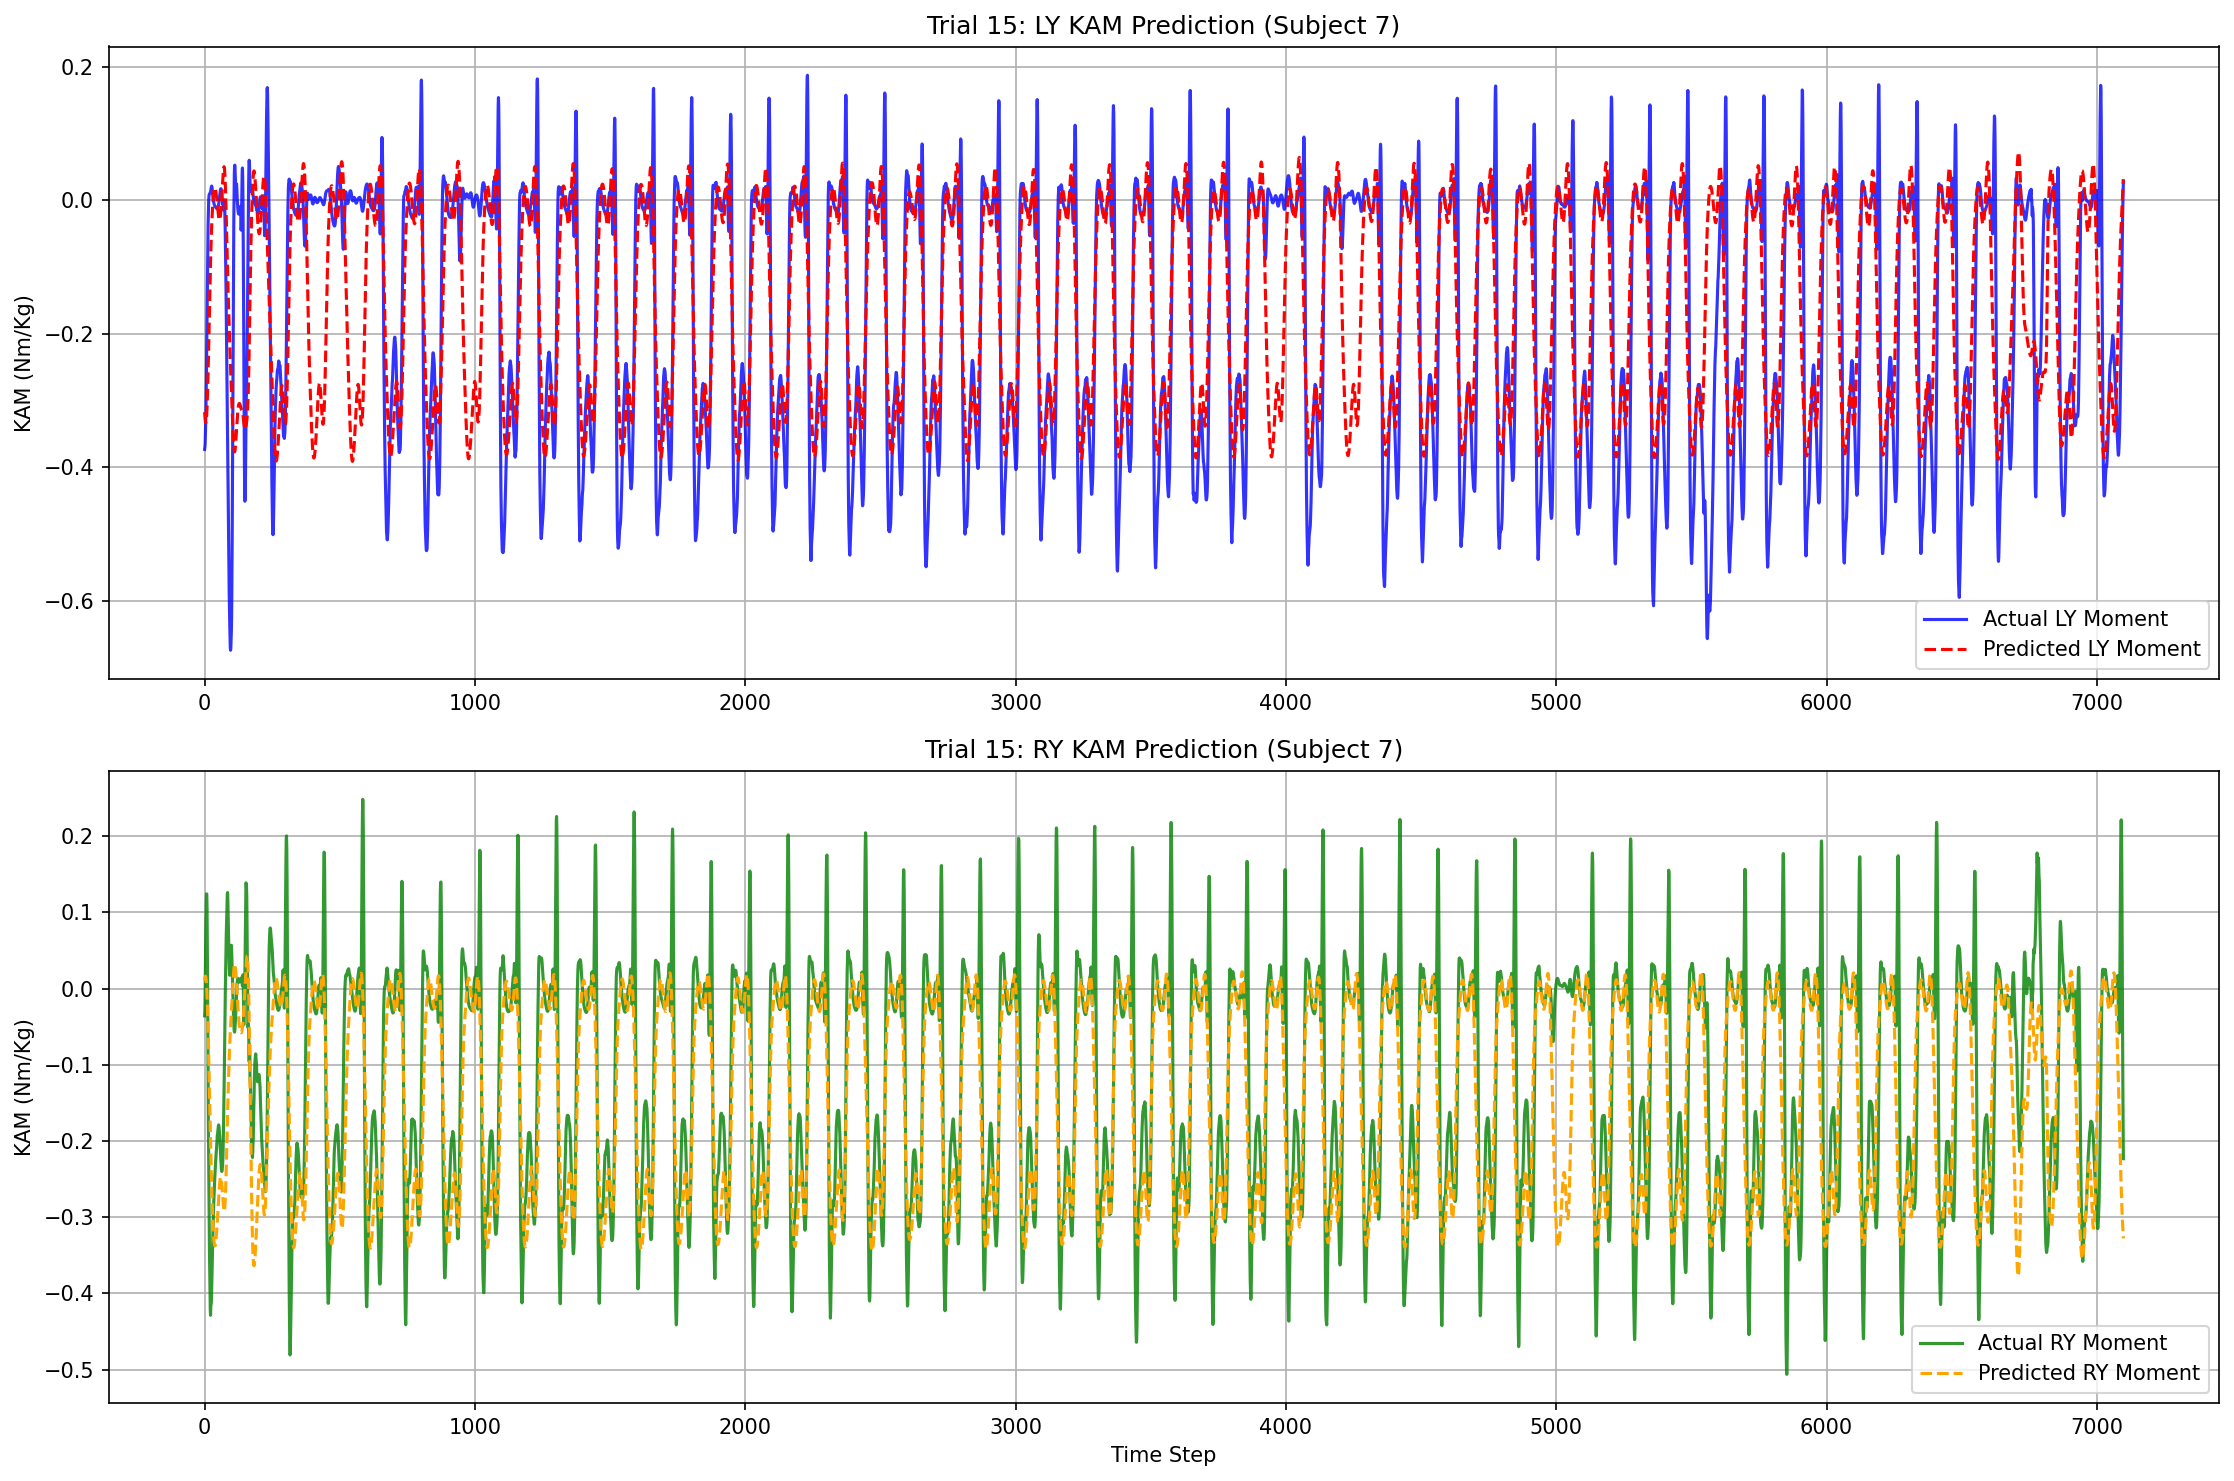 Trial 15: LY KAM Prediction (Subject 7)
KAM (Nm/Kg)
0.2
0.0
−0.2
−0.4
−0.6
Actual LY Moment
Predicted LY Moment
0 1000 2000 3000 4000 5000 6000 7000
Trial 15: RY KAM Prediction (Subject 7)
KAM (Nm/Kg)
0.2
0.1
0.0
−0.1
−0.2
−0.3
−0.4
−0.5
Actual RY Moment
Predicted RY Moment
0 1000 2000 3000 4000 5000 6000 7000
Time Step